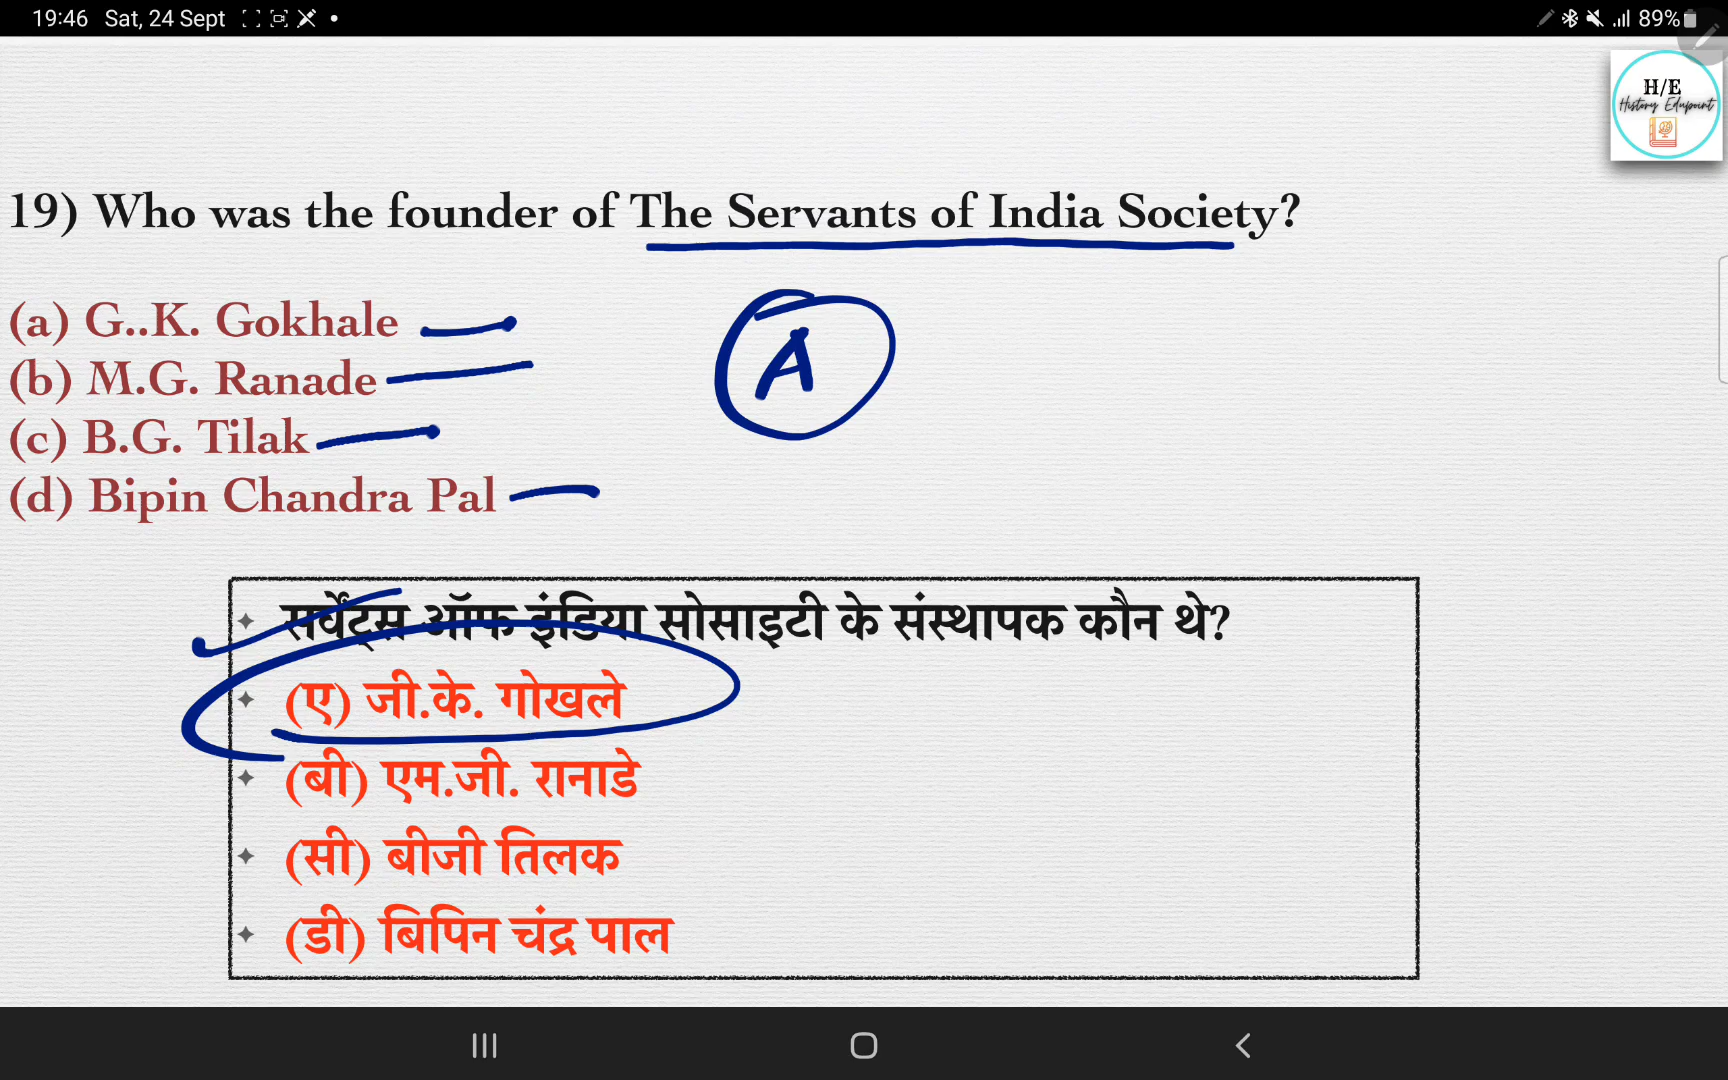 19:46 Sat, 24 Sept
89%
H/E
History Edupoint
19) Who was the founder of The Servants of India Society?
(a) G..K. Gokhale
(b) M.G. Ranade
(c) B.G. Tilak
(d) Bipin Chandra Pal
A
सर्वेंट्स ऑफ इंडिया सोसाइटी के संस्थापक कौन थे?
(ए) जी.के. गोखले
(बी) एम.जी. रानाडे
(सी) बीजी तिलक
(डी) बिपिन चंद्र पाल